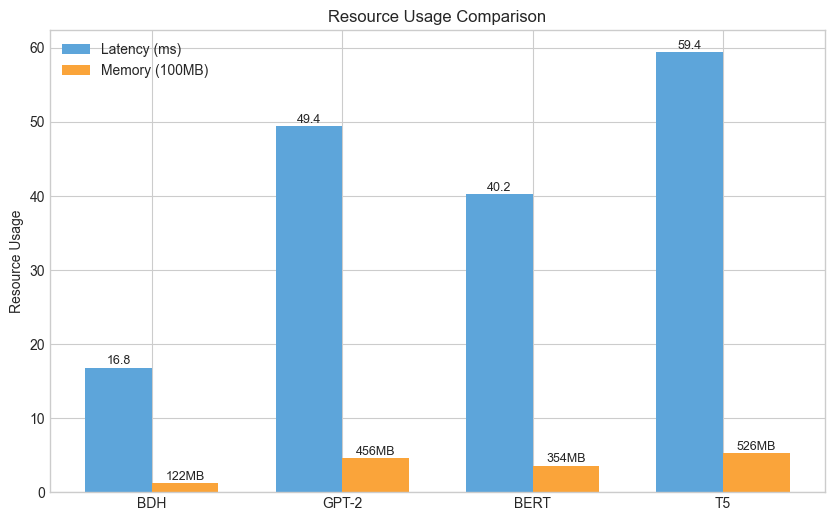 Resource Usage Comparison
Latency (ms)
Memory (100MB)
Resource Usage
60
50
40
30
20
10
0
16.8
122MB
49.4
456MB
40.2
354MB
59.4
526MB
BDH
GPT-2
BERT
T5